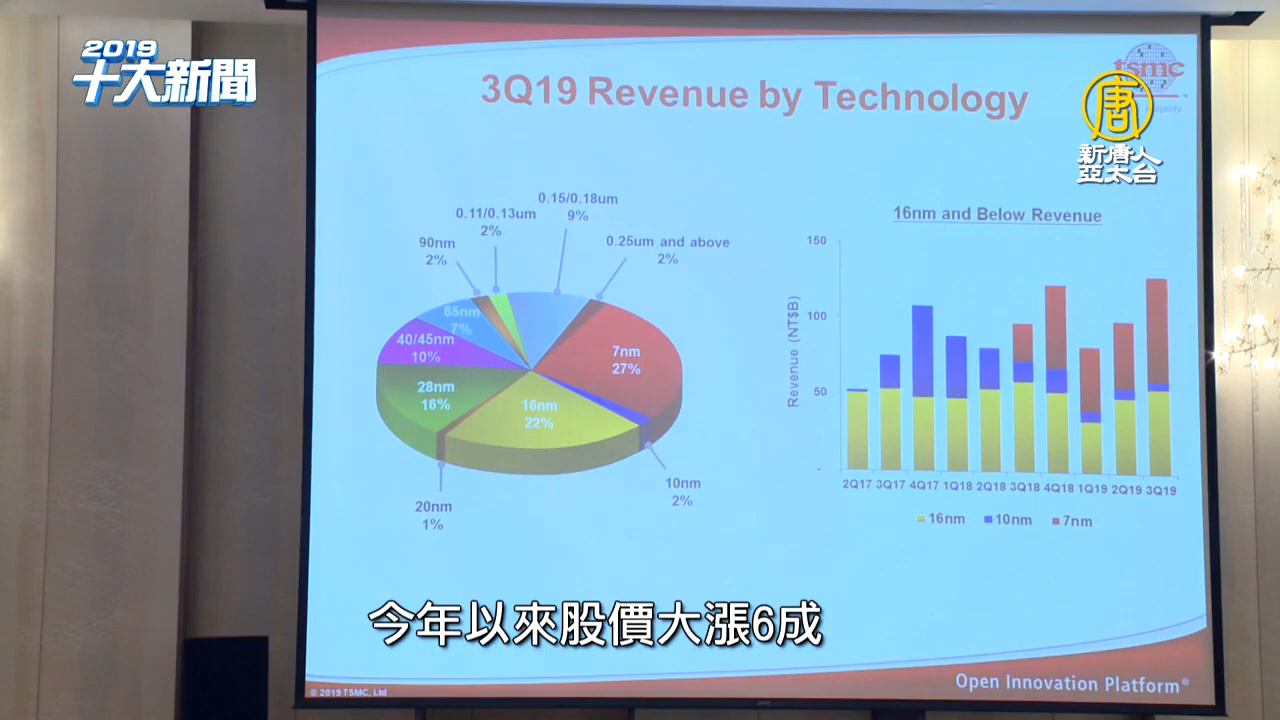 2019
十大新聞
3Q19 Revenue by Technology
tsmc
唐
新唐人
亞太台
0.15/0.18um
9%
0.11/0.13um
2%
0.25um and above
2%
90nm
2%
65nm
7%
40/45nm
10%
7nm
27%
28nm
16%
16nm
22%
10nm
2%
20nm
1%
16nm and Below Revenue
Revenue (NT$B)
150
100
50
-
2Q17 3Q17 4Q17 1Q18 2Q18 3Q18 4Q18 1Q19 2Q19 3Q19
16nm 10nm 7nm
今年以來股價大漲6成
© 2019 TSMC, Ltd
Open Innovation Platform®